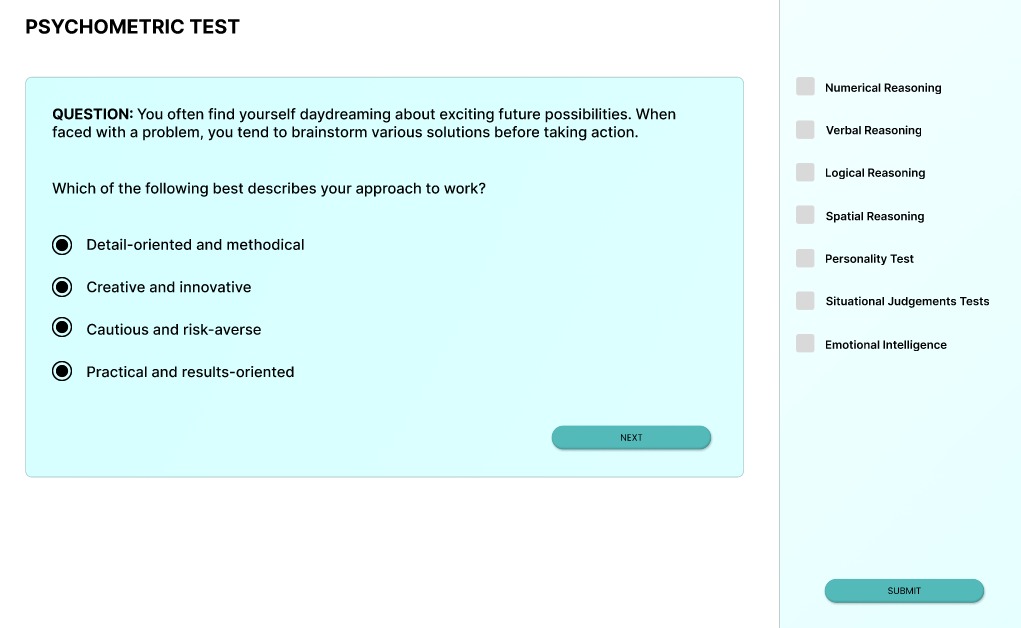 PSYCHOMETRIC TEST
QUESTION: You often find yourself daydreaming about exciting future possibilities. When
faced with a problem, you tend to brainstorm various solutions before taking action.
Which of the following best describes your approach to work?
Detail-oriented and methodical
Creative and innovative
Cautious and risk-averse
Practical and results-oriented
NEXT
Numerical Reasoning
Verbal Reasoning
Logical Reasoning
Spatial Reasoning
Personality Test
Situational Judgements Tests
Emotional Intelligence
SUBMIT